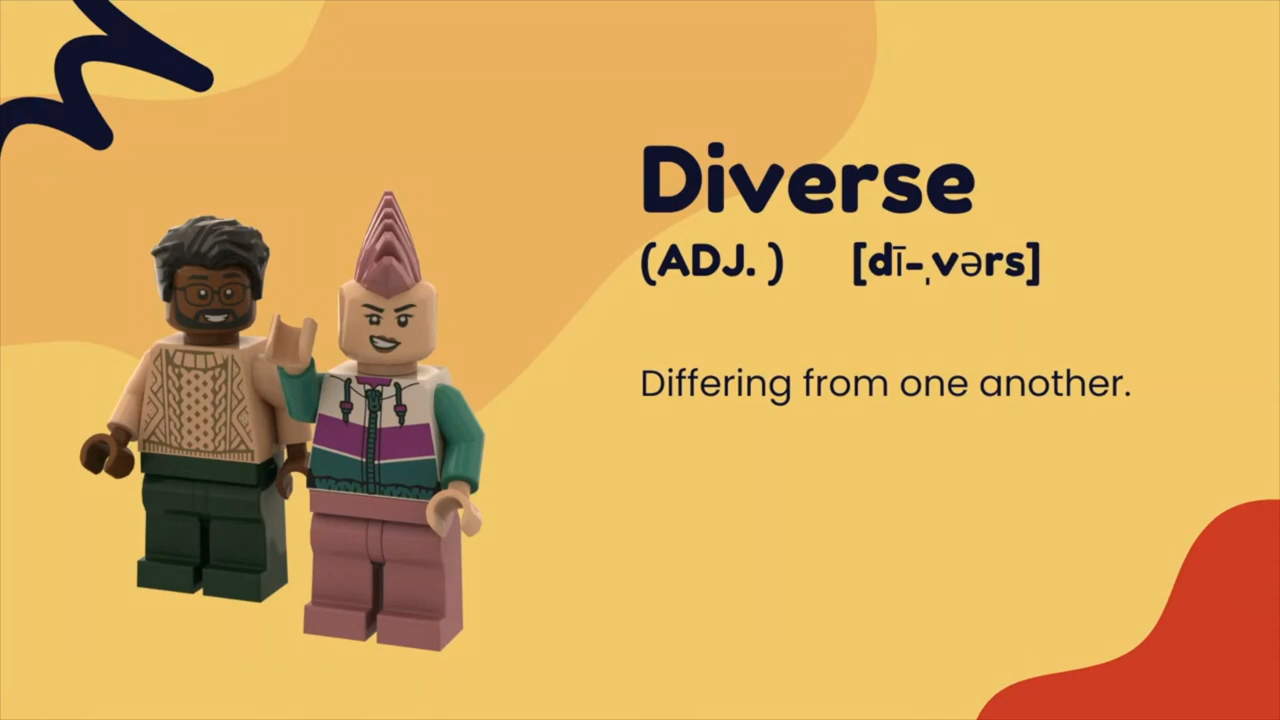 Diverse
(ADJ. ) [dī-ˌvərs]
Differing from one another.